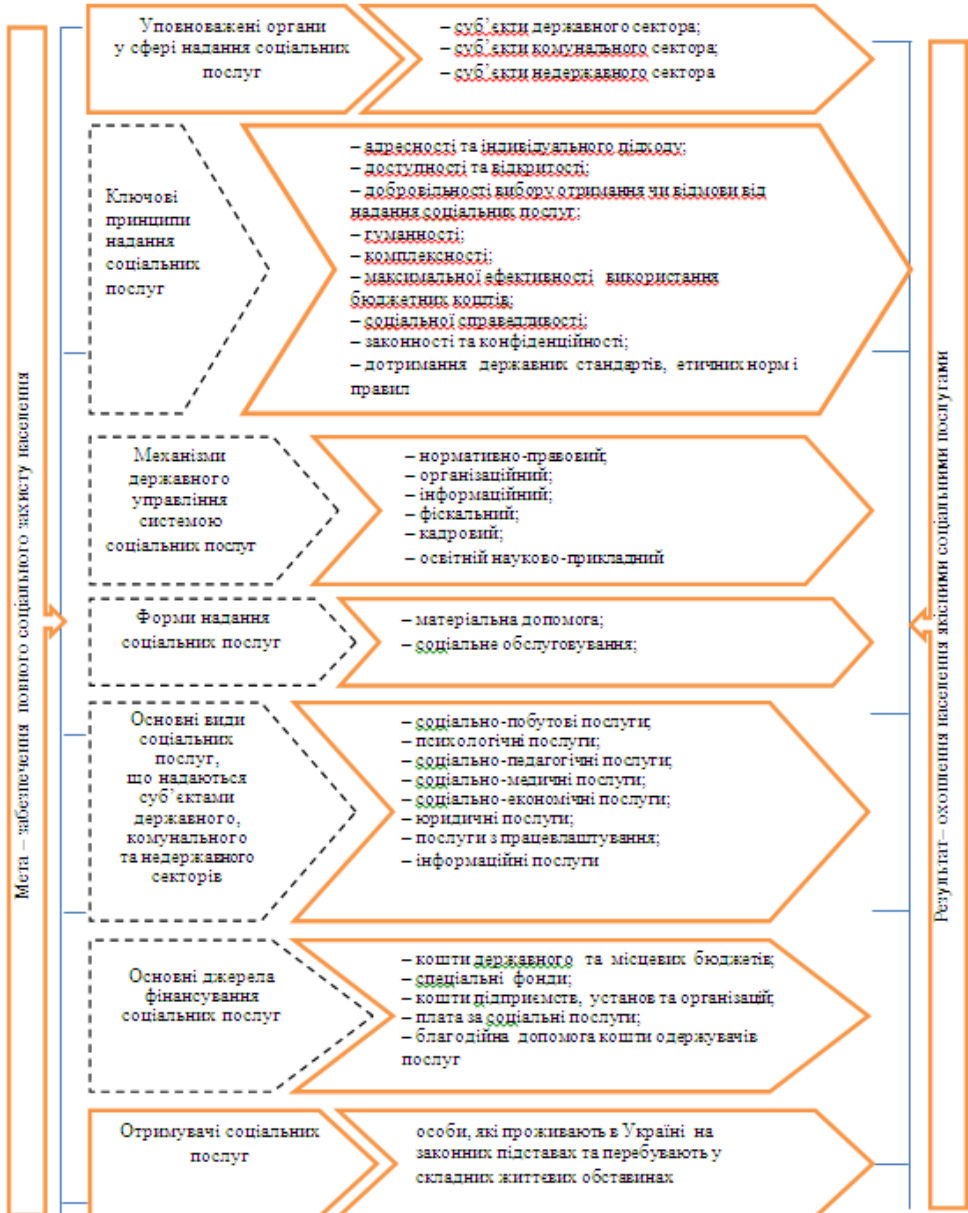 Мета – забезпечення повного соціального захисту населення
Уповноважені органи
у сфері надання соціальних
послуг
– суб’єкти державного сектора;
– суб’єкти комунального сектора;
– суб’єкти недержавного сектора
Ключові
принципи
надання
соціальних
послуг
– адресності та індивідуального підходу;
– доступності та відкритості;
– добровільності вибору отримання чи відмови від
надання соціальних послуг;
– гуманності;
– комплексності;
– максимальної ефективності використання
бюджетних коштів;
– соціальної справедливості;
– законності та конфіденційності;
– дотримання державних стандартів, етичних норм і
правил
Механізми
державного
управління
системою
соціальних послуг
– нормативно-правовий;
– організаційний;
– інформаційний;
– фіскальний;
– кадровий;
– освітній науково-прикладний
Форми надання
соціальних послуг
– матеріальна допомога;
– соціальне обслуговування;
Основні види
соціальних
послуг,
що надаються
суб’єктами
державного,
комунального
та недержавного
секторів
– соціально-побутові послуги;
– психологічні послуги;
– соціально-педагогічні послуги;
– соціально-медичні послуги;
– соціально-економічні послуги;
– юридичні послуги;
– послуги з працевлаштування;
– інформаційні послуги
Основні джерела
фінансування
соціальних послуг
– кошти державного та місцевих бюджетів;
– спеціальні фонди;
– кошти підприємств, установ та організацій;
– плата за соціальні послуги;
– благодійна допомога кошти одержувачів
послуг
Отримувачі соціальних
послуг
особи, які проживають в Україні на
законних підставах та перебувають у
складних життєвих обставинах
Результат– охоплення населення якісними соціальними послугами